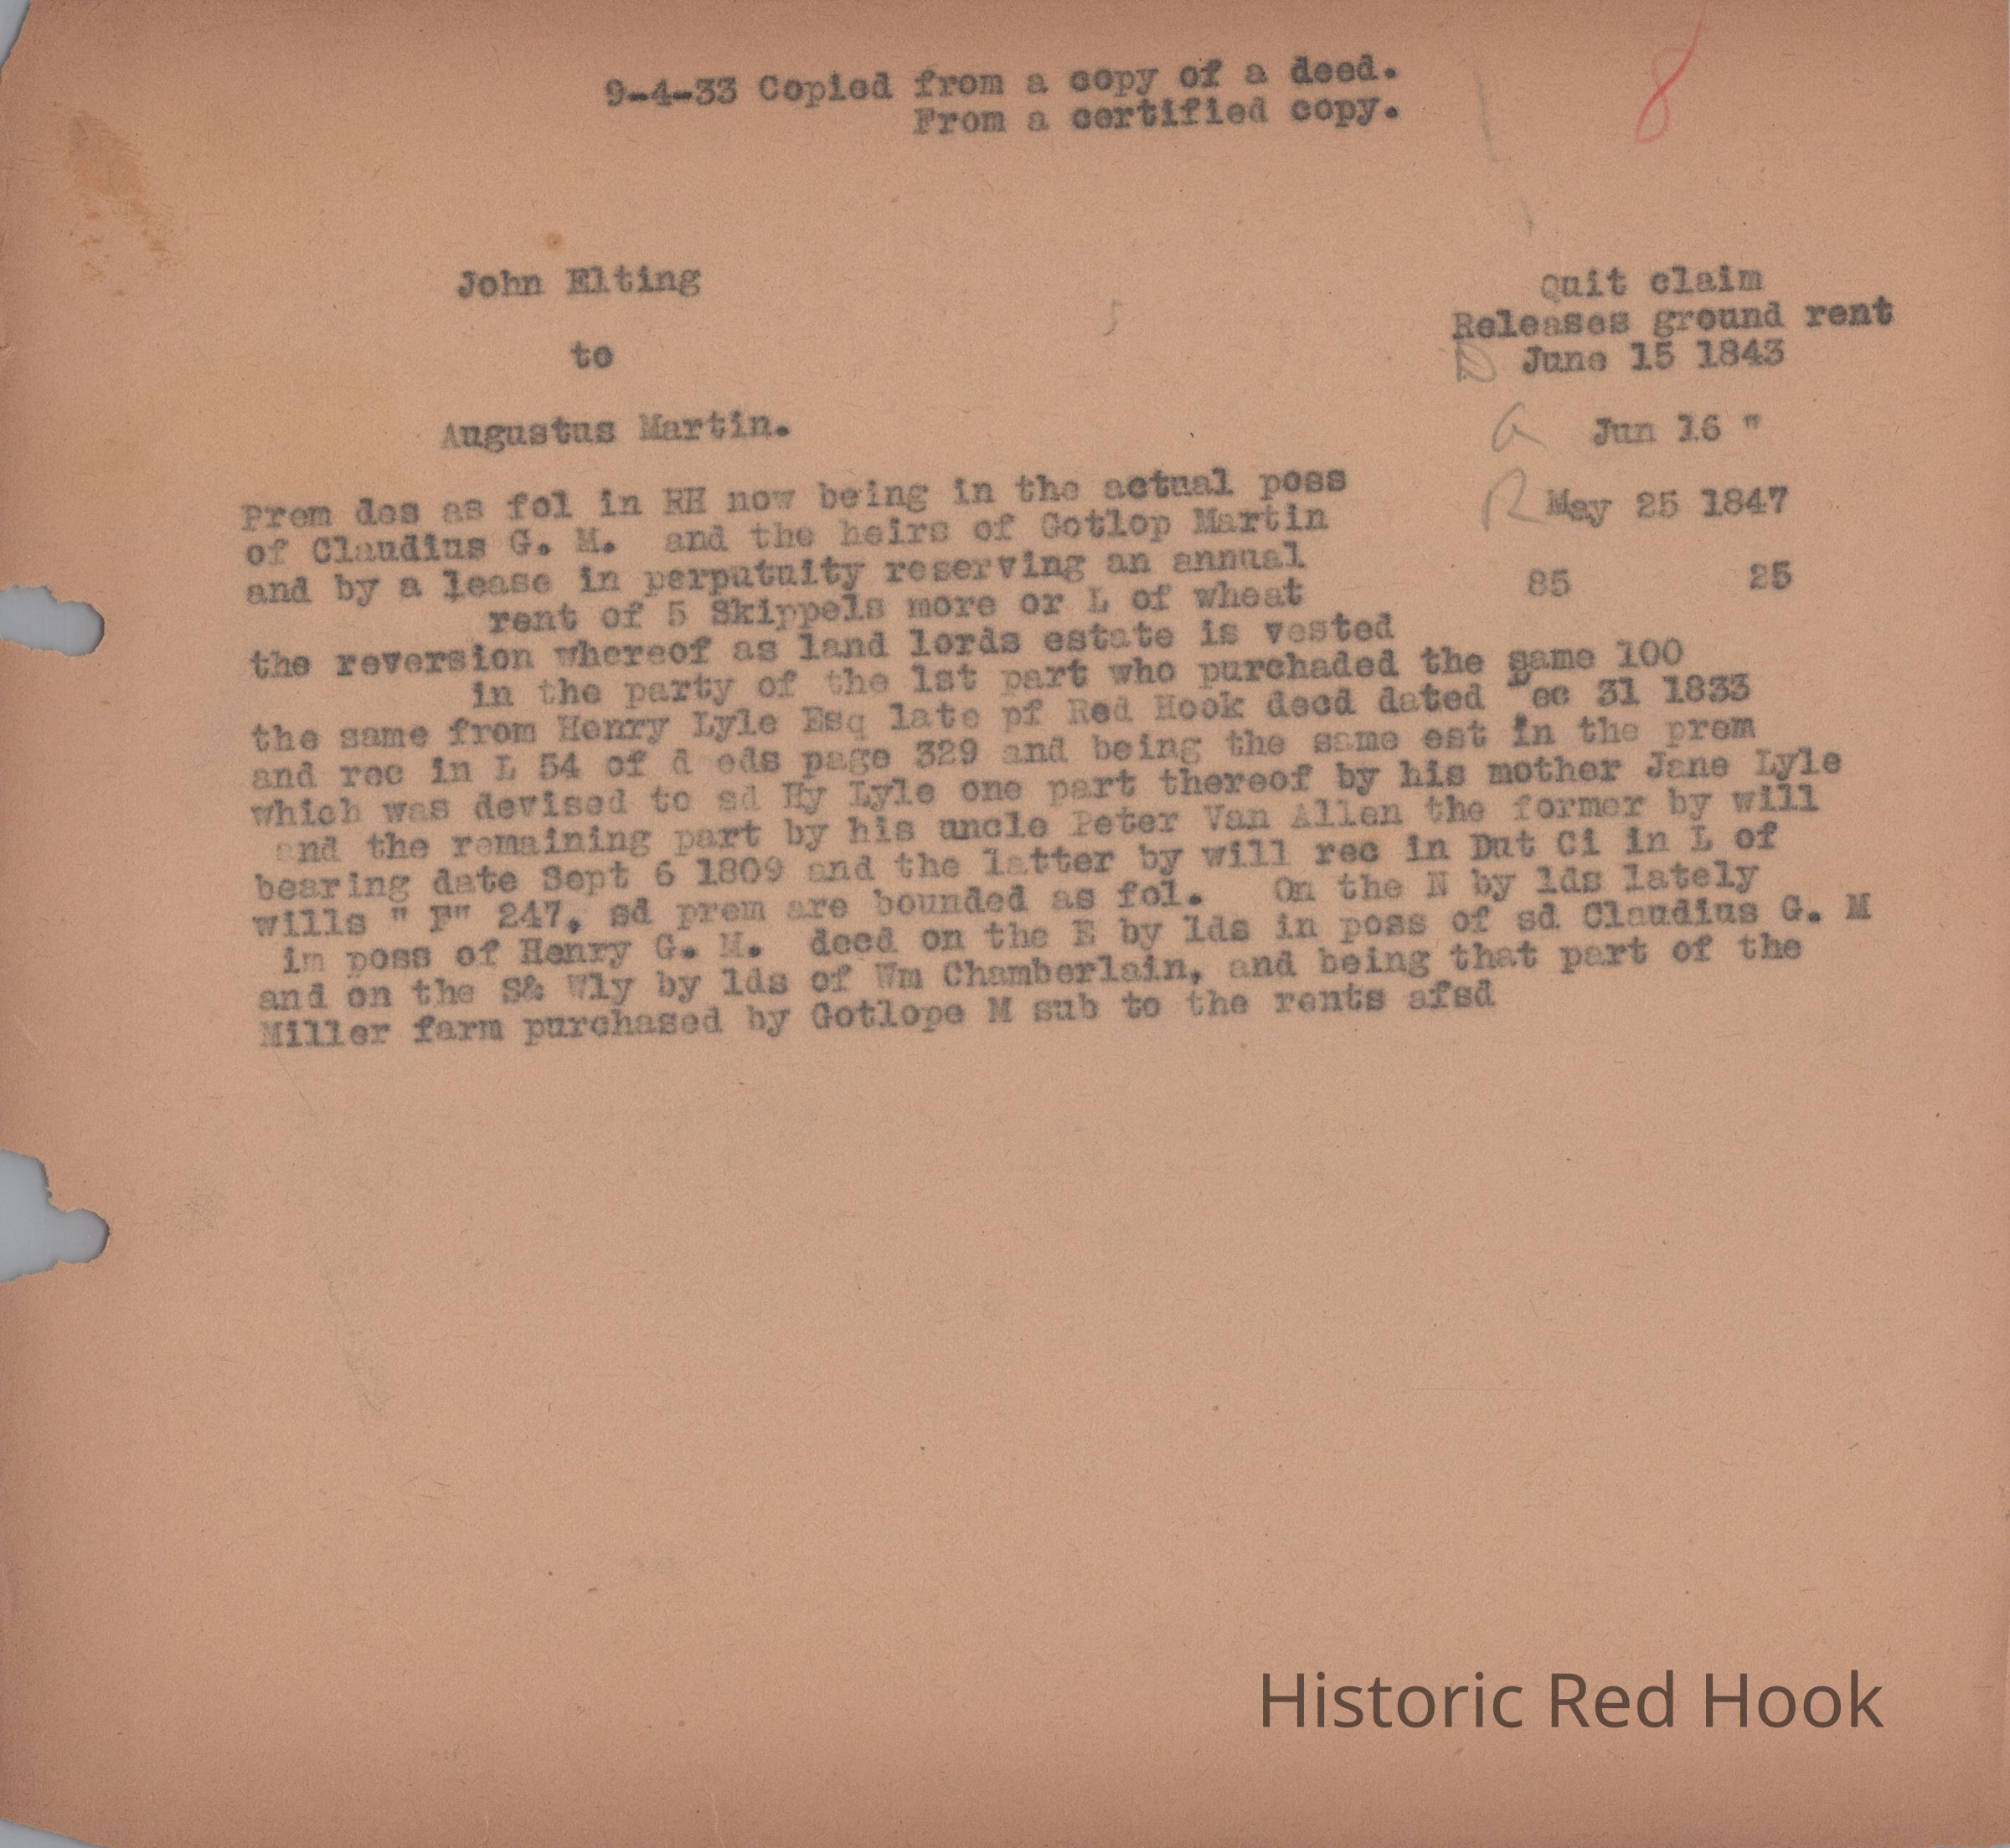 9-4-33 Copied from a copy of a deed.
From a certified copy.
8
John Elting
to
Augustus Martin.
Quit claim
Releases ground rent
D June 15 1843
a Jun 16 "
R May 25 1847
85 25
Prem des as fol in RH now being in the actual poss
of Claudius G. M. and the heirs of Gotlop Martin
and by a lease in perputuity reserving an annual
rent of 5 Skippels more or L of wheat
the reversion whereof as land lords estate is vested
in the party of the 1st part who purchaded the same 100
the same from Henry Lyle Esq late pf Red Hook decd dated Dec 31 1833
and rec in L 54 of d eds page 329 and being the same est in the prem
which was devised to sd Hy Lyle one part thereof by his mother Jane Lyle
and the remaining part by his uncle Peter Van Allen the former by will
bearing date Sept 6 1809 and the latter by will rec in Dut Ci in L of
wills " F" 247, sd prem are bounded as fol. On the N by lds lately
im poss of Henry G. M. decd on the E by lds in poss of sd Claudius G. M
and on the S& Wly by lds of Wm Chamberlain, and being that part of the
Miller farm purchased by Gotlope M sub to the rents afsd
Historic Red Hook